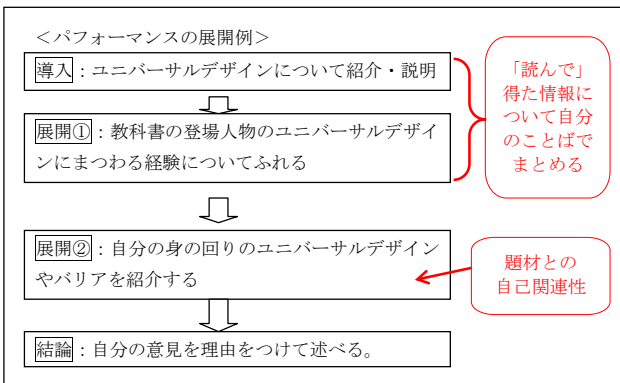 ＜パフォーマンスの展開例＞
導入：ユニバーサルデザインについて紹介・説明
展開①：教科書の登場人物のユニバーサルデザイ
ンにまつわる経験についてふれる
展開②：自分の身の回りのユニバーサルデザイン
やバリアを紹介する
結論：自分の意見を理由をつけて述べる。
「読んで」
得た情報に
ついて自分
のことばで
まとめる
題材との
自己関連性